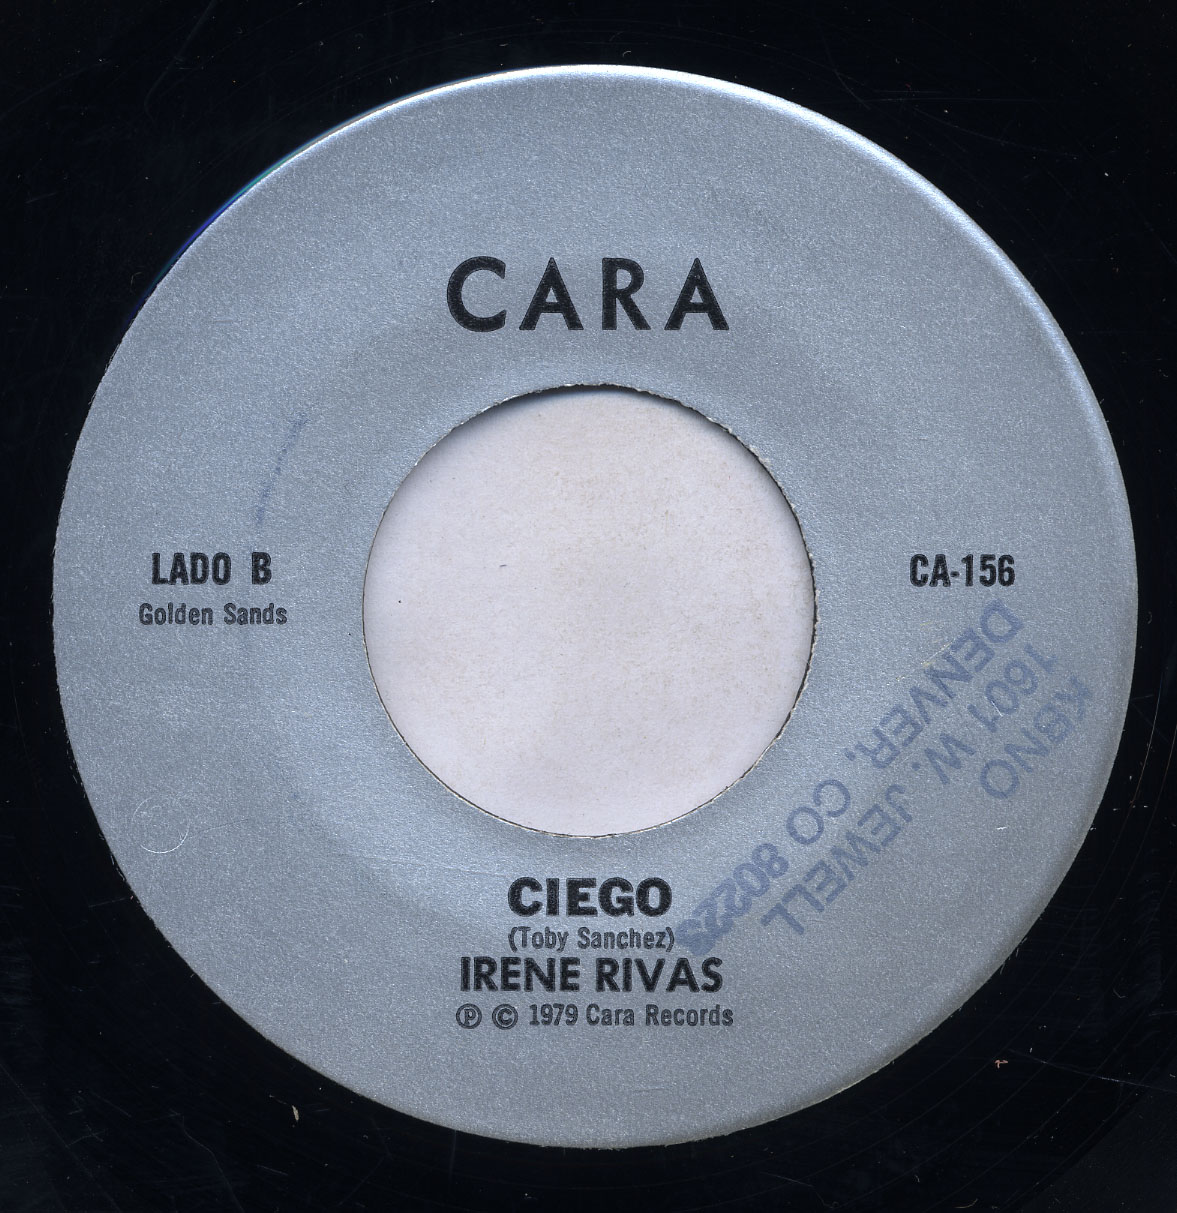 CARA
LADO B
Golden Sands
CA-156
KBNO
1601 W. JEWELL
DENVER, CO 80223
CIEGO
(Toby Sanchez)
IRENE RIVAS
Ⓟ © 1979 Cara Records